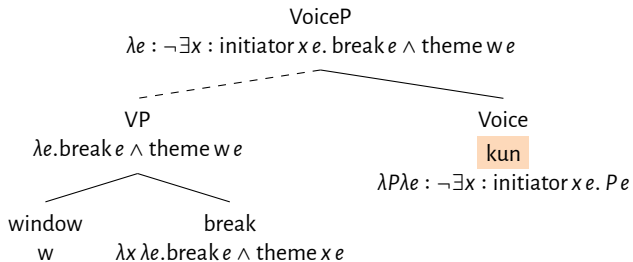 VoiceP
λe : ¬∃x : initiator x e. break e ∧ theme w e
VP
λe.break e ∧ theme w e
Voice
kun
λPλe : ¬∃x : initiator x e. P e
window
w
break
λx λe.break e ∧ theme x e